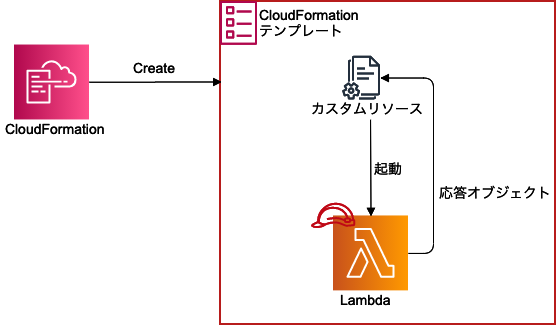 CloudFormation
テンプレート
Create
CloudFormation
カスタムリソース
起動
応答オブジェクト
Lambda